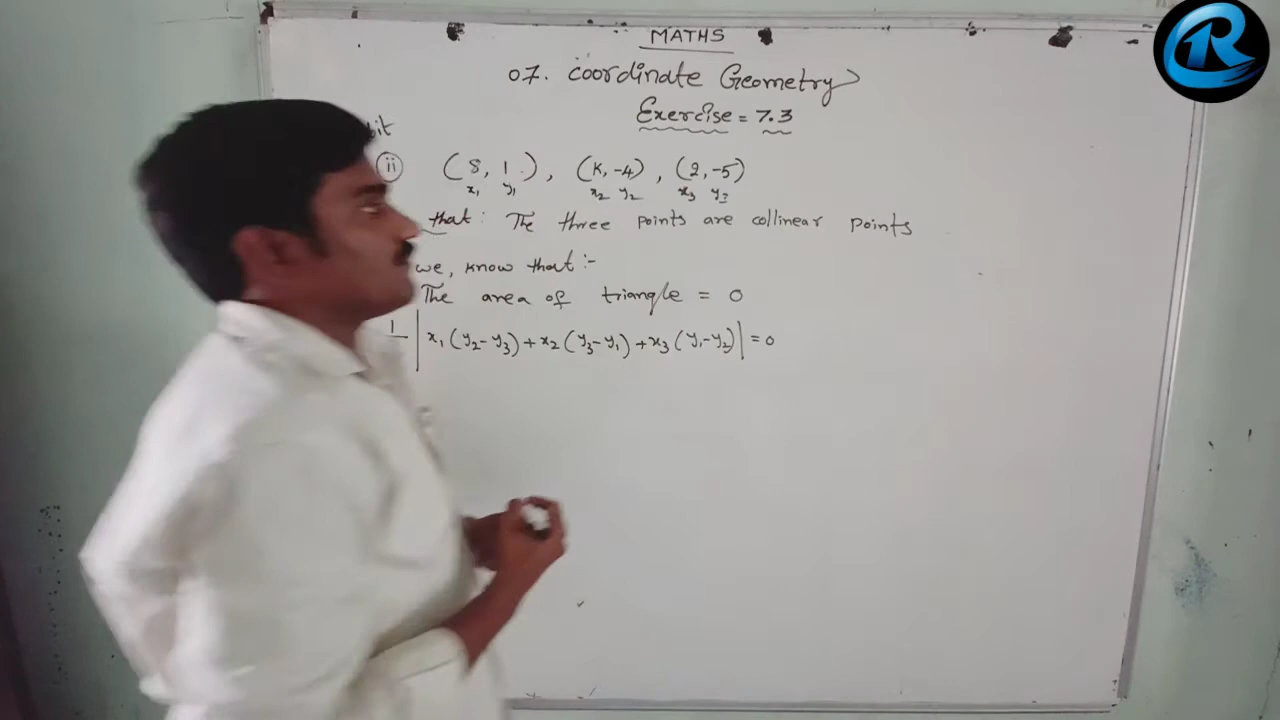 MATHS
07. Coordinate Geometry
Exercise = 7.3
bit
ii (8, 1), (K, -4), (2, -5)
x₁ y₁ x₂ y₂ x₃ y₃
that: The three points are collinear points
we, know that :-
The area of triangle = 0
1 | x₁(y₂-y₃)+x₂(y₃-y₁)+x₃(y₁-y₂)| = 0
R